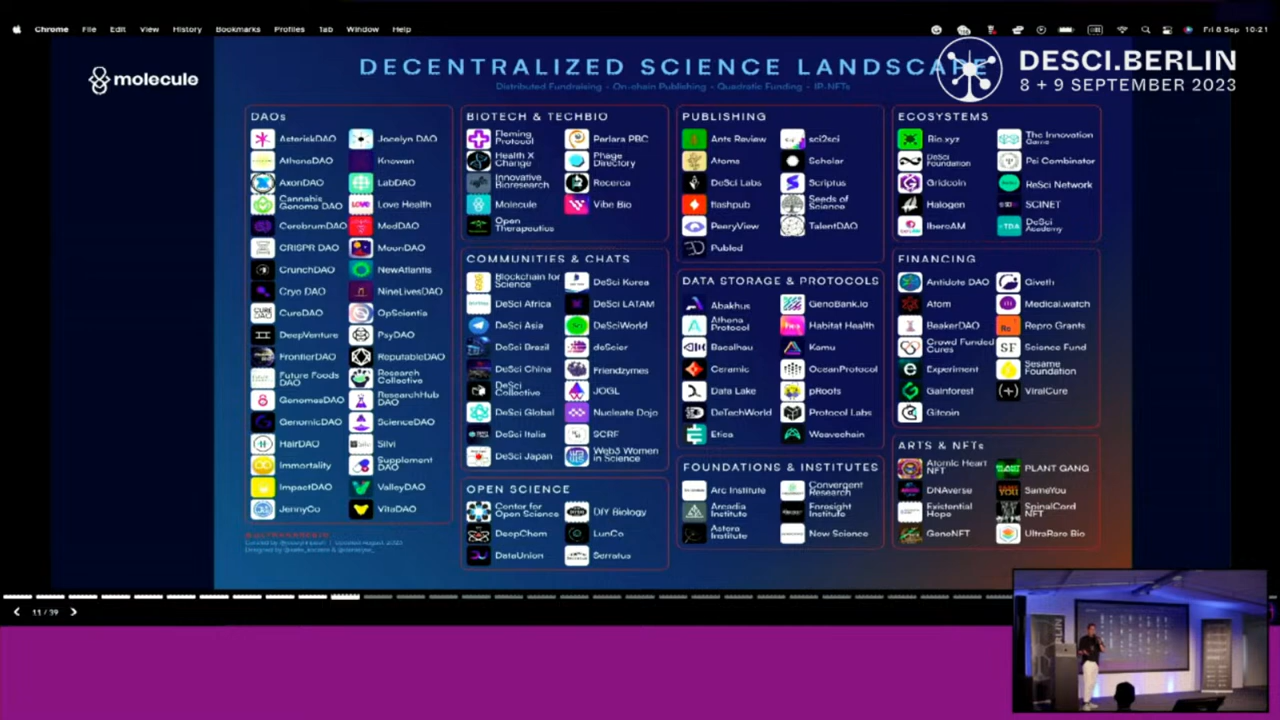 Chrome File Edit View History Bookmarks Profiles Tab Window Help
Fri 8 Sep 10:21
molecule
DECENTRALIZED SCIENCE LANDSCAPE
Distributed Fundraising - On-chain Publishing - Quadratic Funding - IP-NFTs
DESCI.BERLIN
8 + 9 SEPTEMBER 2023
DAOs
AsteriskDAO
Jocelyn DAO
AthenaDAO
Knowan
AxonDAO
LabDAO
Cannabis
Genome DAO
Love Health
CerebrumDAO
MedDAO
CRISPR DAO
MoonDAO
CrunchDAO
NewAtlantis
Cryo DAO
NineLivesDAO
CureDAO
OpScientia
DeepVenture
PsyDAO
FrontierDAO
ReputableDAO
Future Foods
DAO
Research
Collective
GenomesDAO
ResearchHub
DAO
GenomicDAO
ScienceDAO
HairDAO
Silvi
Immortality
Supplement
DAO
ImpactDAO
ValleyDAO
JennyCo
VitaDAO
BIOTECH & TECHBIO
Fleming
Protocol
Parlara PBC
Health X
Change
Phage
Directory
Innovative
Bioresearch
Recerca
Molecule
Vibe Bio
Open
Therapeutics
COMMUNITIES & CHATS
Blockchain for
Science
DeSci Korea
DeSci Africa
DeSci LATAM
DeSci Asia
DeSciWorld
DeSci Brazil
deScier
DeSci China
Friendzymes
DeSci
Collective
JOGL
DeSci Global
Nucleate Dojo
DeSci Italia
SCRF
DeSci Japan
Web3 Women
in Science
OPEN SCIENCE
Center for
Open Science
DIY Biology
DeepChem
LunCo
DataUnion
Serratus
PUBLISHING
Ants Review
sci2sci
Atoms
Scholar
DeSci Labs
Scriptus
flashpub
Seeds of
Science
PeeryView
TalentDAO
Publed
DATA STORAGE & PROTOCOLS
Abakhus
GenoBank.io
Athena
Protocol
Habitat Health
Bacalhau
Kamu
Ceramic
OceanProtocol
Data Lake
pRoots
DeTechWorld
Protocol Labs
Etica
Weavechain
FOUNDATIONS & INSTITUTES
Arc Institute
Convergent
Research
Arcadia
Institute
Foresight
Institute
Astera
Institute
New Science
ECOSYSTEMS
Bio.xyz
The Innovation
Game
DeSci
Foundation
Psi Combinator
Gridcoin
ReSci Network
Halogen
SCINET
IberoAM
DeSci
Academy
FINANCING
Antidote DAO
Giveth
Atom
Medical.watch
BeakerDAO
Repro Grants
Crowd Funded
Cures
Science Fund
Experiment
Sesame
Foundation
Gainforest
ViralCure
Gitcoin
ARTS & NFTs
Atomic Heart
NFT
PLANT GANG
DNAverse
SameYou
Existential
Hope
SpinalCord
NFT
GeneNFT
UltraRare Bio
11 / 39